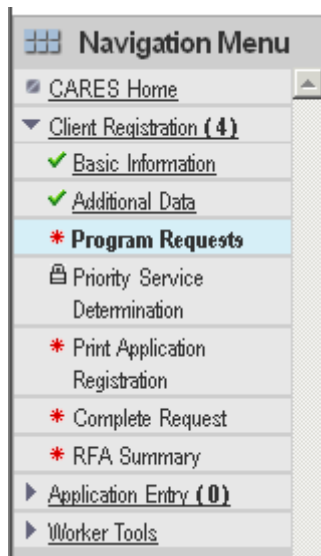 Navigation Menu
CARES Home
Client Registration (4)
Basic Information
Additional Data
* Program Requests
Priority Service
Determination
* Print Application
Registration
* Complete Request
* RFA Summary
Application Entry (0)
Worker Tools